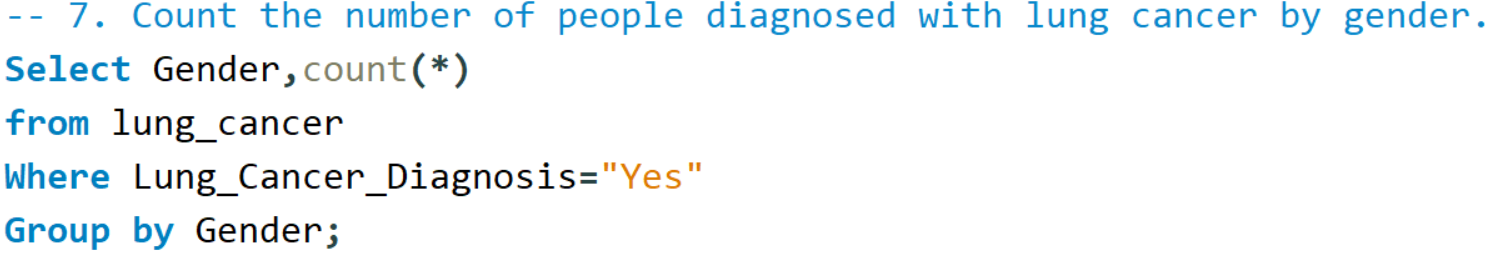 -- 7. Count the number of people diagnosed with lung cancer by gender.
Select Gender,count(*)
from lung_cancer
Where Lung_Cancer_Diagnosis="Yes"
Group by Gender;